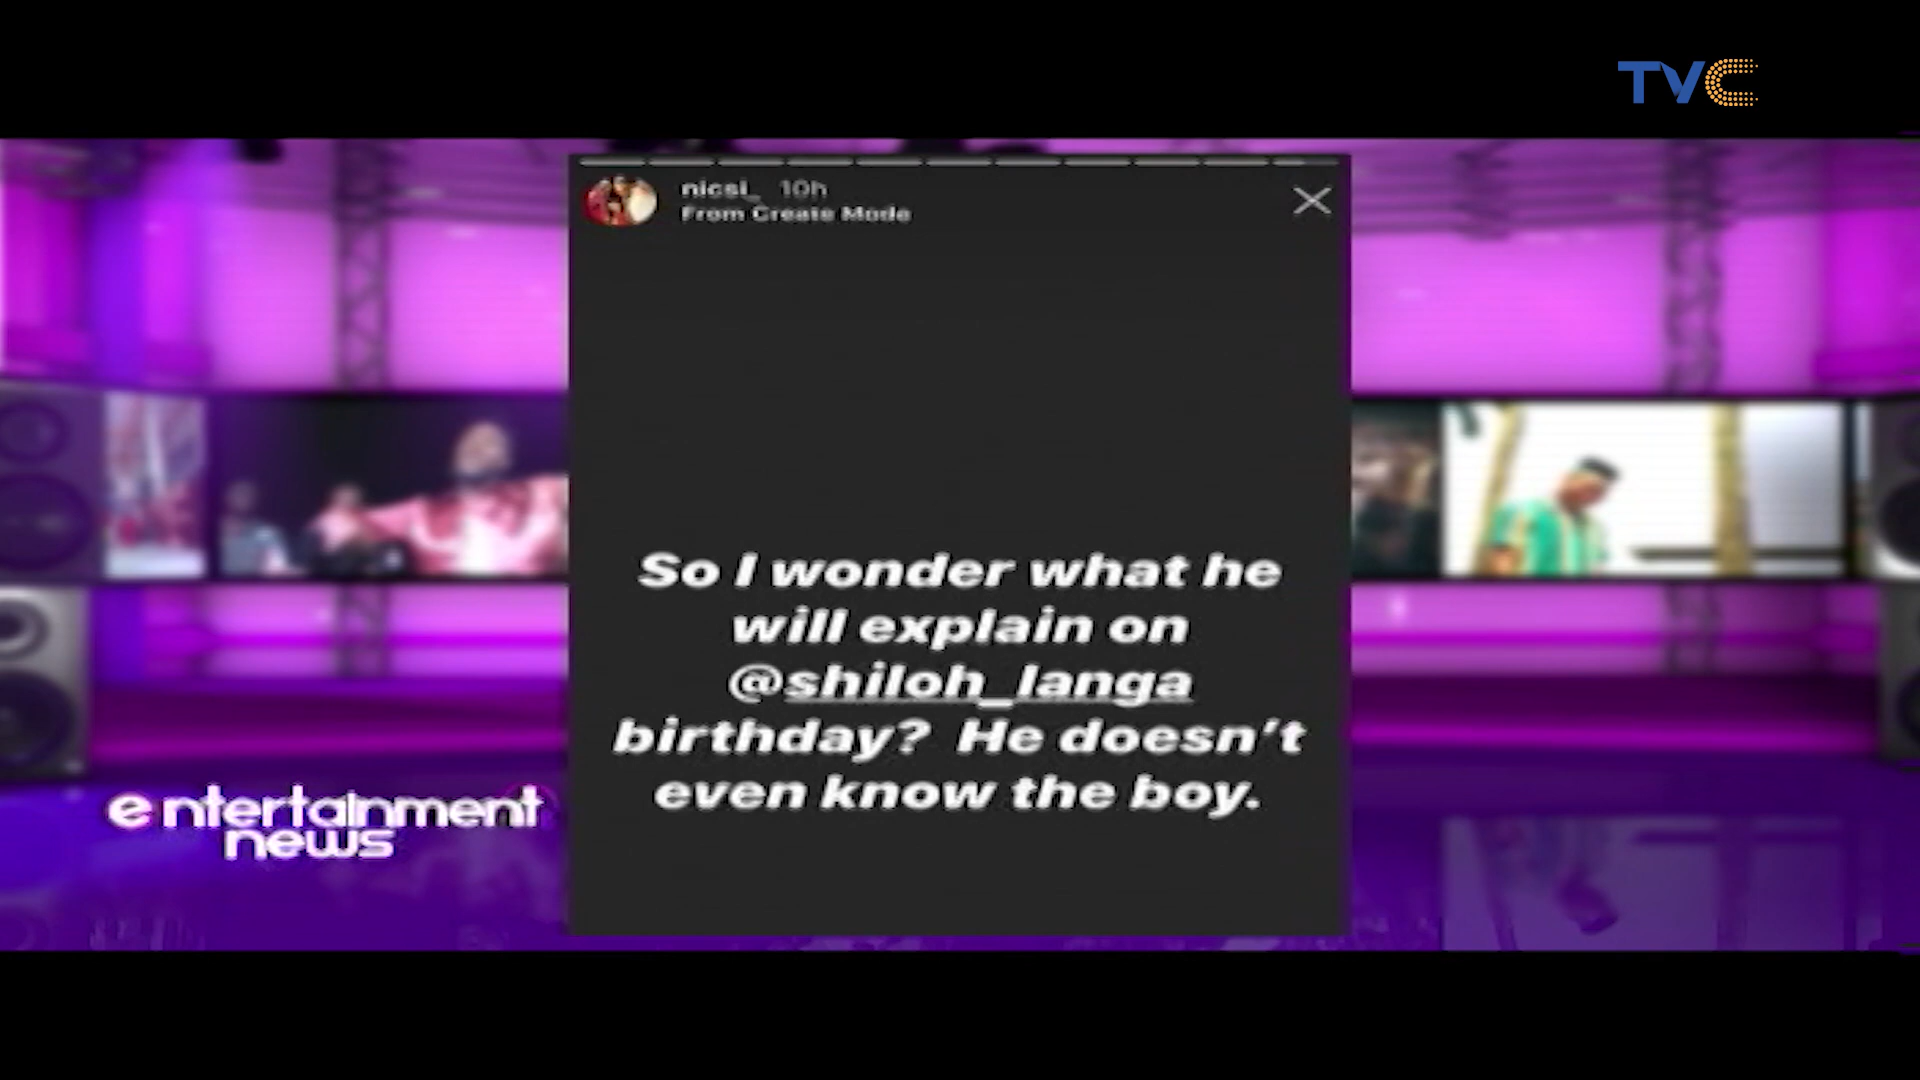 TVC
nicsi_ 10h
From Create Mode
So I wonder what he
will explain on
@shiloh_langa
birthday? He doesn't
even know the boy.
entertainment
news